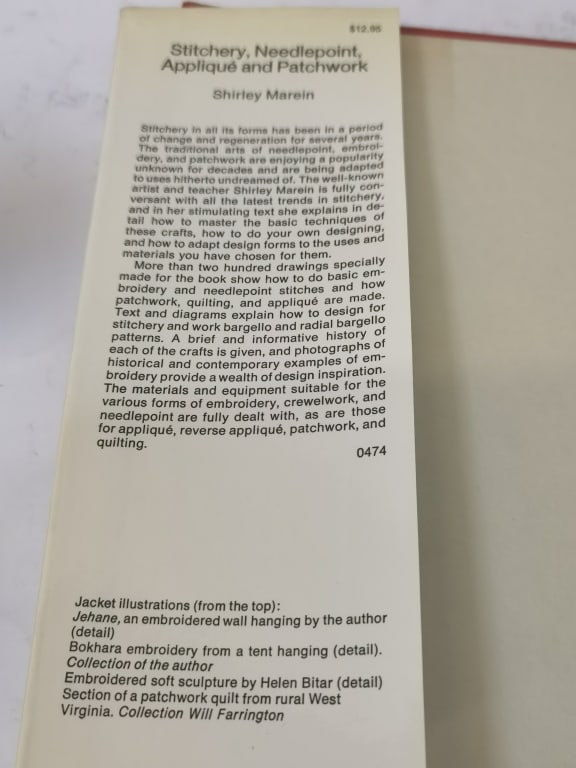 $12.95
Stitchery, Needlepoint,
Appliqué and Patchwork
Shirley Marein
Stitchery in all its forms has been in a period
of change and regeneration for several years.
The traditional arts of needlepoint, embroi-
dery, and patchwork are enjoying a popularity
unknown for decades and are being adapted
to uses hitherto undreamed of. The well-known
artist and teacher Shirley Marein is fully con-
versant with all the latest trends in stitchery,
and in her stimulating text she explains in de-
tail how to master the basic techniques of
these crafts, how to do your own designing,
and how to adapt design forms to the uses and
materials you have chosen for them.
More than two hundred drawings specially
made for the book show how to do basic em-
broidery and needlepoint stitches and how
patchwork, quilting, and appliqué are made.
Text and diagrams explain how to design for
stitchery and work bargello and radial bargello
patterns. A brief and informative history of
each of the crafts is given, and photographs of
historical and contemporary examples of em-
broidery provide a wealth of design inspiration.
The materials and equipment suitable for the
various forms of embroidery, crewelwork, and
needlepoint are fully dealt with, as are those
for appliqué, reverse appliqué, patchwork, and
quilting.
0474
Jacket illustrations (from the top):
Jehane, an embroidered wall hanging by the author
(detail)
Bokhara embroidery from a tent hanging (detail).
Collection of the author
Embroidered soft sculpture by Helen Bitar (detail)
Section of a patchwork quilt from rural West
Virginia. Collection Will Farrington